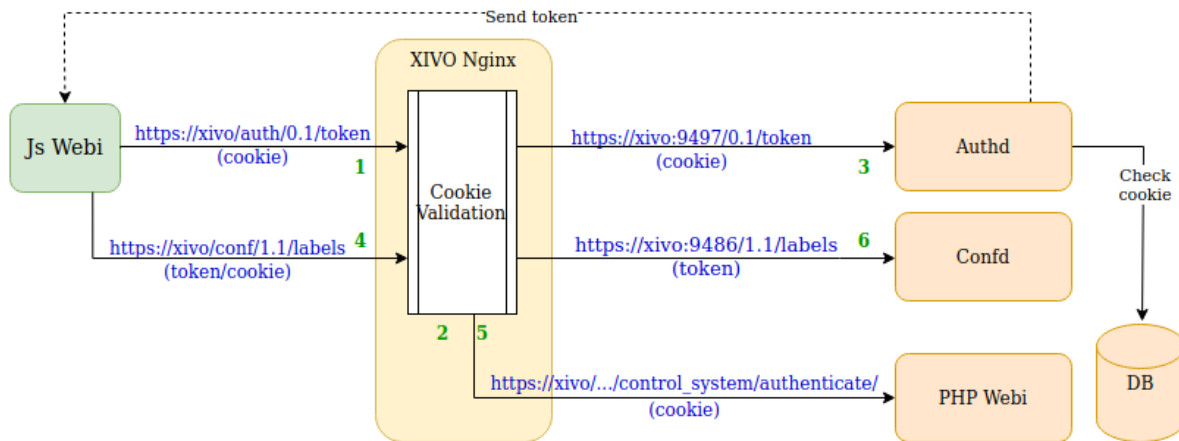 Send token
XIVO Nginx
Js Webi
https://xivo/auth/0.1/token
(cookie)
1
Cookie
Validation
https://xivo:9497/0.1/token
(cookie)
3
Authd
Check
cookie
https://xivo/conf/1.1/labels
(token/cookie)
4
https://xivo:9486/1.1/labels
(token)
6
Confd
2
5
https://xivo/.../control_system/authenticate/
(cookie)
PHP Webi
DB